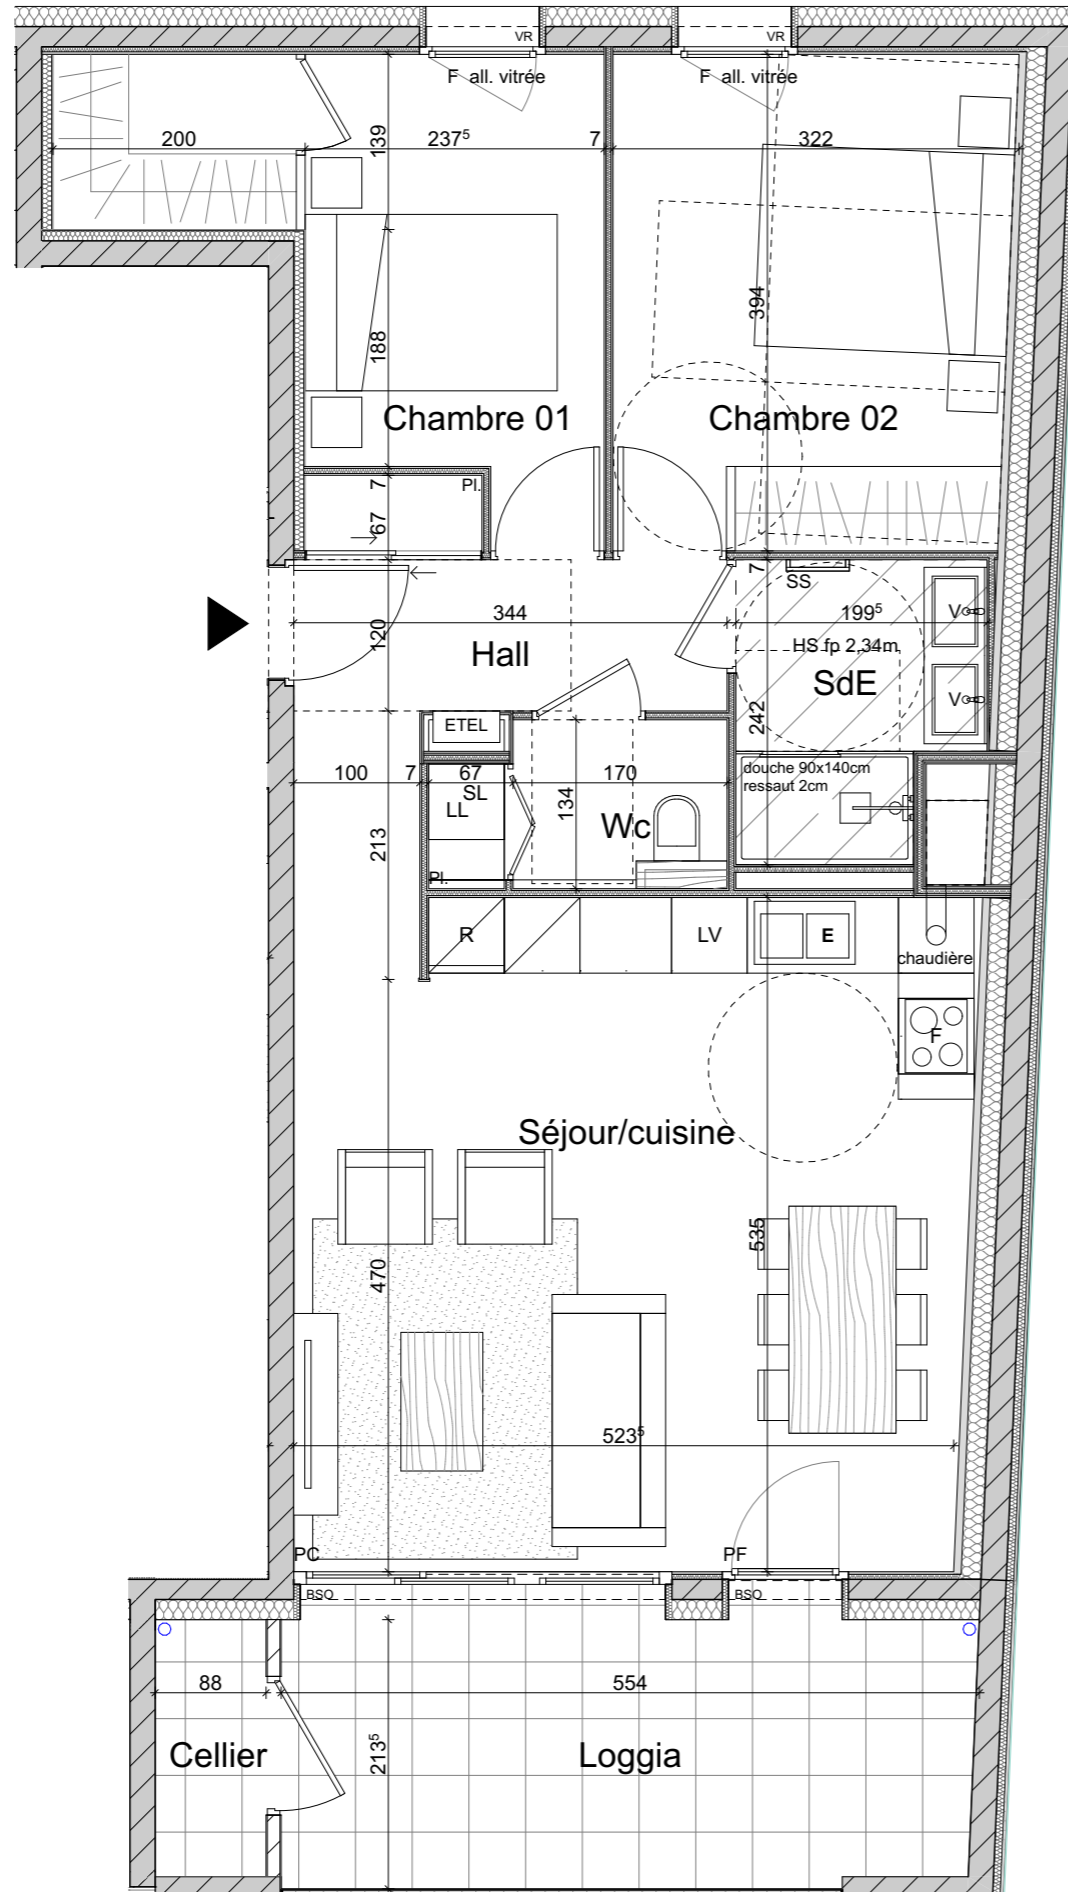 VR
VR
F all. vitrée
F all. vitrée
200
139
237⁵
7
322
394
188
Chambre 01
Chambre 02
7
Pl.
67
7
SS
344
120
199⁵
V
Hall
HS fp 2,34m
SdE
V
ETEL
242
100
7
67
170
douche 90x140cm
ressaut 2cm
SL
LL
134
Wc
213
Pl.
R
LV
E
chaudière
F
Séjour/cuisine
535
470
523⁵
PC
PF
BSO
BSO
88
554
213⁵
Cellier
Loggia